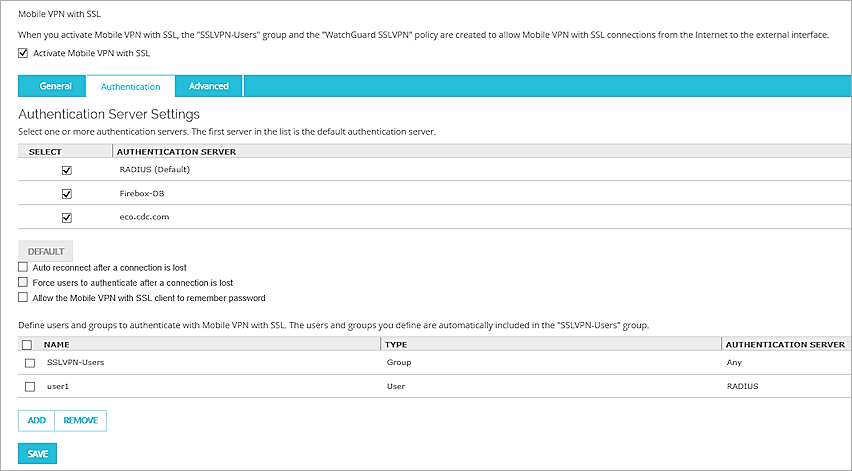 Mobile VPN with SSL
When you activate Mobile VPN with SSL, the "SSLVPN-Users" group and the "WatchGuard SSLVPN" policy are created to allow Mobile VPN with SSL connections from the Internet to the external interface.
Activate Mobile VPN with SSL
General Authentication Advanced
Authentication Server Settings
Select one or more authentication servers. The first server in the list is the default authentication server.
SELECT AUTHENTICATION SERVER
RADIUS (Default)
Firebox-DB
eco.cdc.com
DEFAULT
Auto reconnect after a connection is lost
Force users to authenticate after a connection is lost
Allow the Mobile VPN with SSL client to remember password
Define users and groups to authenticate with Mobile VPN with SSL. The users and groups you define are automatically included in the "SSLVPN-Users" group.
NAME TYPE AUTHENTICATION SERVER
SSLVPN-Users Group Any
user1 User RADIUS
ADD REMOVE
SAVE